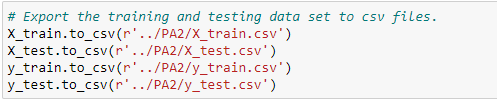 # Export the training and testing data set to csv files.
X_train.to_csv(r'../PA2/X_train.csv')
X_test.to_csv(r'../PA2/X_test.csv')
y_train.to_csv(r'../PA2/y_train.csv')
y_test.to_csv(r'../PA2/y_test.csv')